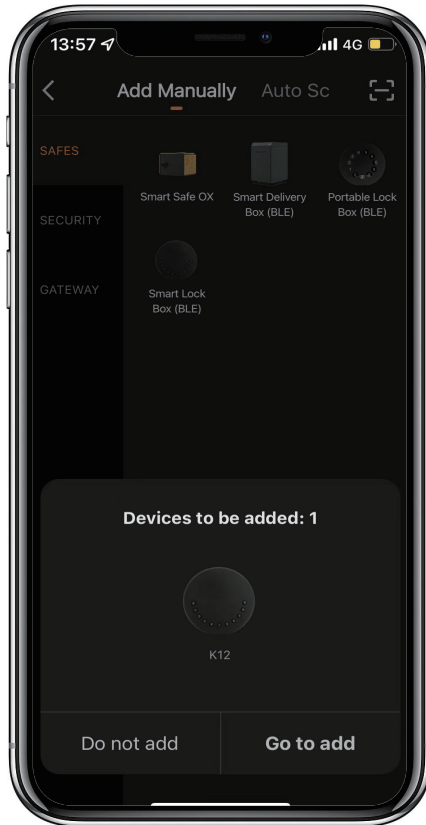 13:57 4G
Add Manually Auto Sc
SAFES
Smart Safe OX
Smart Delivery
Box (BLE)
Portable Lock
Box (BLE)
SECURITY
GATEWAY
Smart Lock
Box (BLE)
Devices to be added: 1
K12
Do not add Go to add